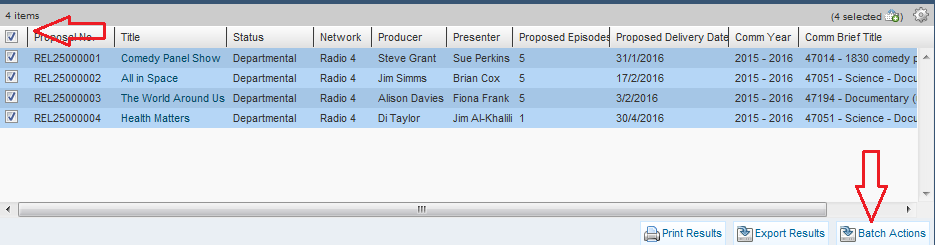 4 items (4 selected)
Proposal No. Title Status Network Producer Presenter Proposed Episodes Proposed Delivery Date Comm Year Comm Brief Title
REL25000001 Comedy Panel Show Departmental Radio 4 Steve Grant Sue Perkins 5 31/1/2016 2015 - 2016 47014 - 1830 comedy p
REL25000002 All in Space Departmental Radio 4 Jim Simms Brian Cox 5 17/2/2016 2015 - 2016 47051 - Science - Docu
REL25000003 The World Around Us Departmental Radio 4 Alison Davies Fiona Frank 5 3/2/2016 2015 - 2016 47194 - Documentary (
REL25000004 Health Matters Departmental Radio 4 Di Taylor Jim Al-Khalili 1 30/4/2016 2015 - 2016 47051 - Science - Docu
Print Results Export Results Batch Actions